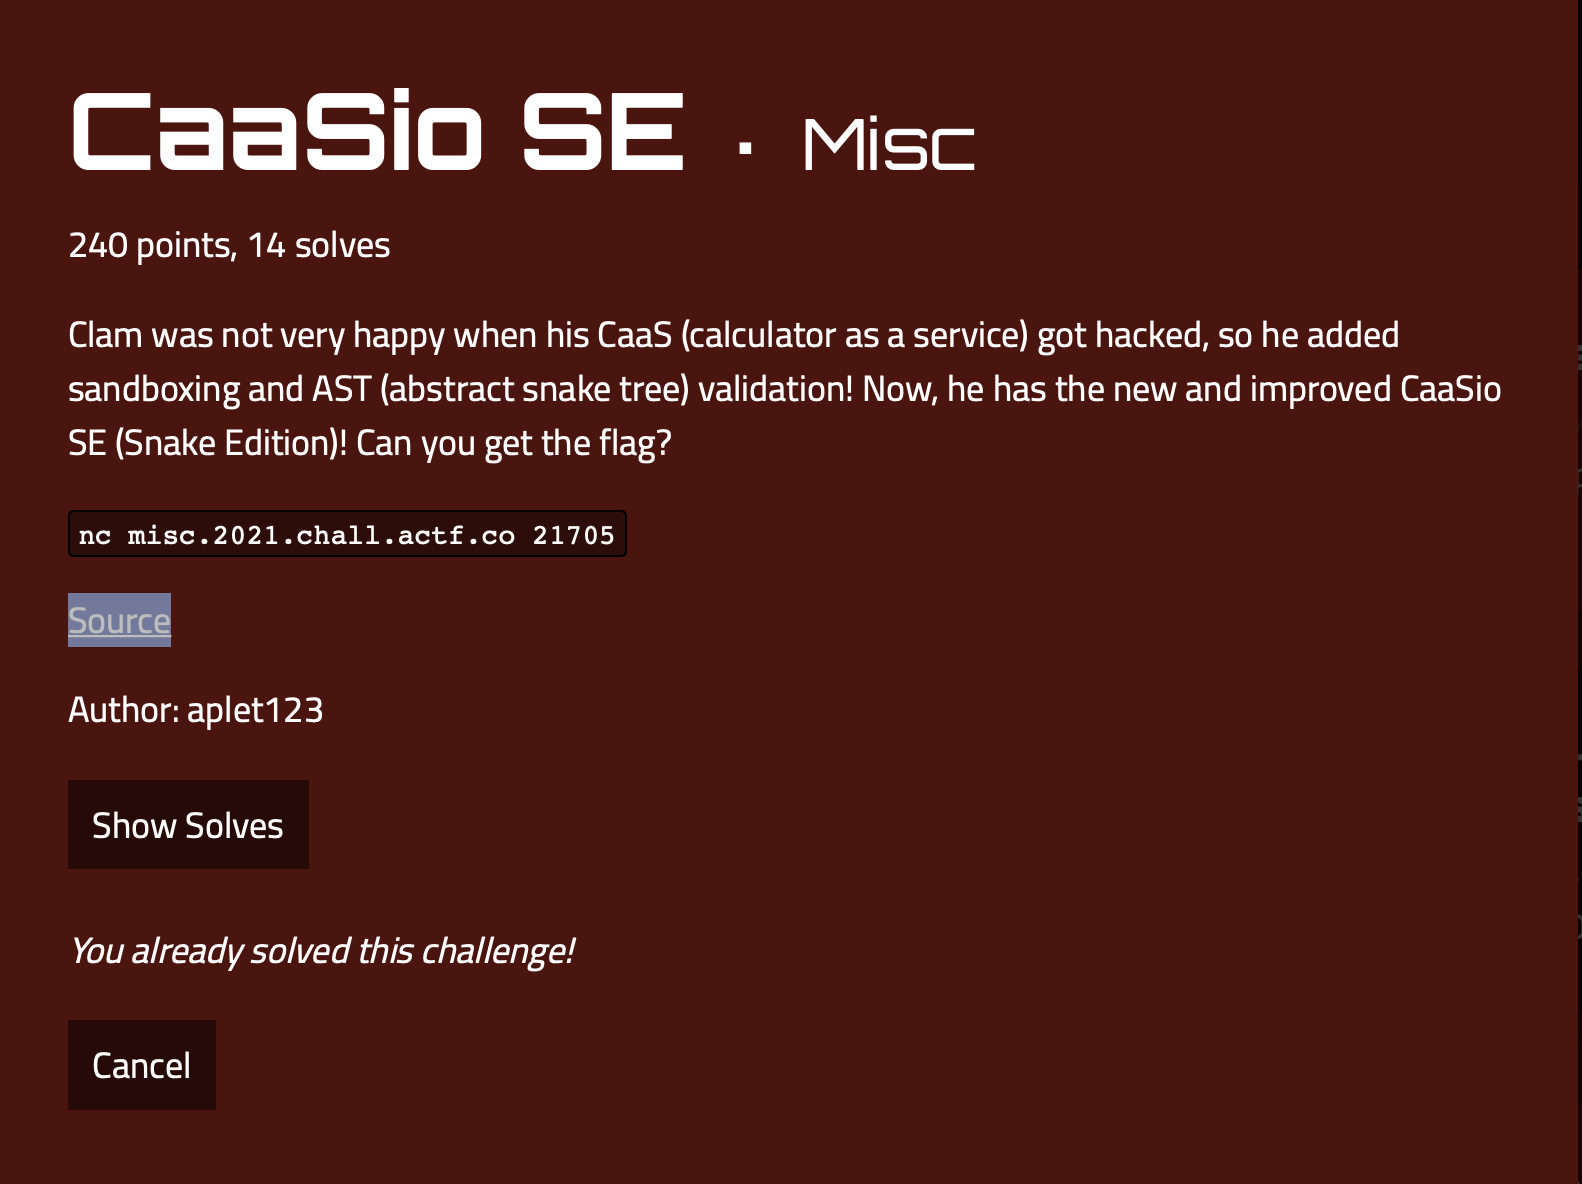 CaaSio SE · Misc
240 points, 14 solves
Clam was not very happy when his CaaS (calculator as a service) got hacked, so he added
sandboxing and AST (abstract snake tree) validation! Now, he has the new and improved CaaSio
SE (Snake Edition)! Can you get the flag?
nc misc.2021.chall.actf.co 21705
Source
Author: aplet123
Show Solves
You already solved this challenge!
Cancel